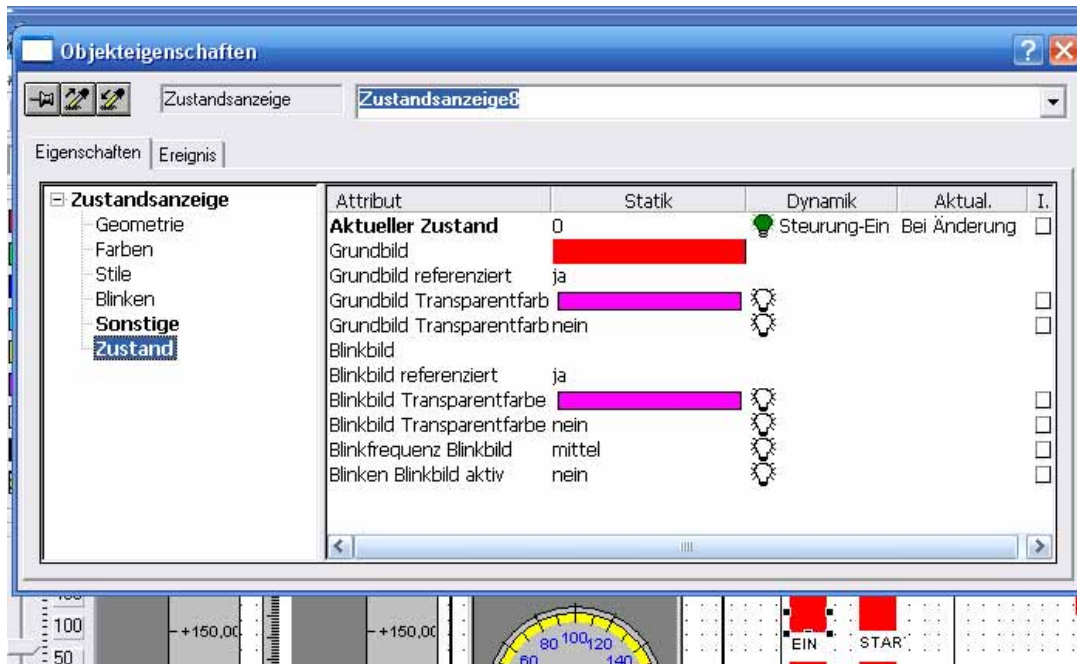 Objekteigenschaften
Zustandsanzeige Zustandsanzeige8
Eigenschaften Ereignis
Zustandsanzeige
Geometrie
Farben
Stile
Blinken
Sonstige
Zustand
Attribut Statik Dynamik Aktual. I.
Aktueller Zustand 0 Steurung-Ein Bei Änderung
Grundbild
Grundbild referenziert ja
Grundbild Transparentfarb
Grundbild Transparentfarb nein
Blinkbild
Blinkbild referenziert ja
Blinkbild Transparentfarbe
Blinkbild Transparentfarbe nein
Blinkfrequenz Blinkbild mittel
Blinken Blinkbild aktiv nein
100 +150,00 +150,00 80 100 120 EIN STAR
50 60 140